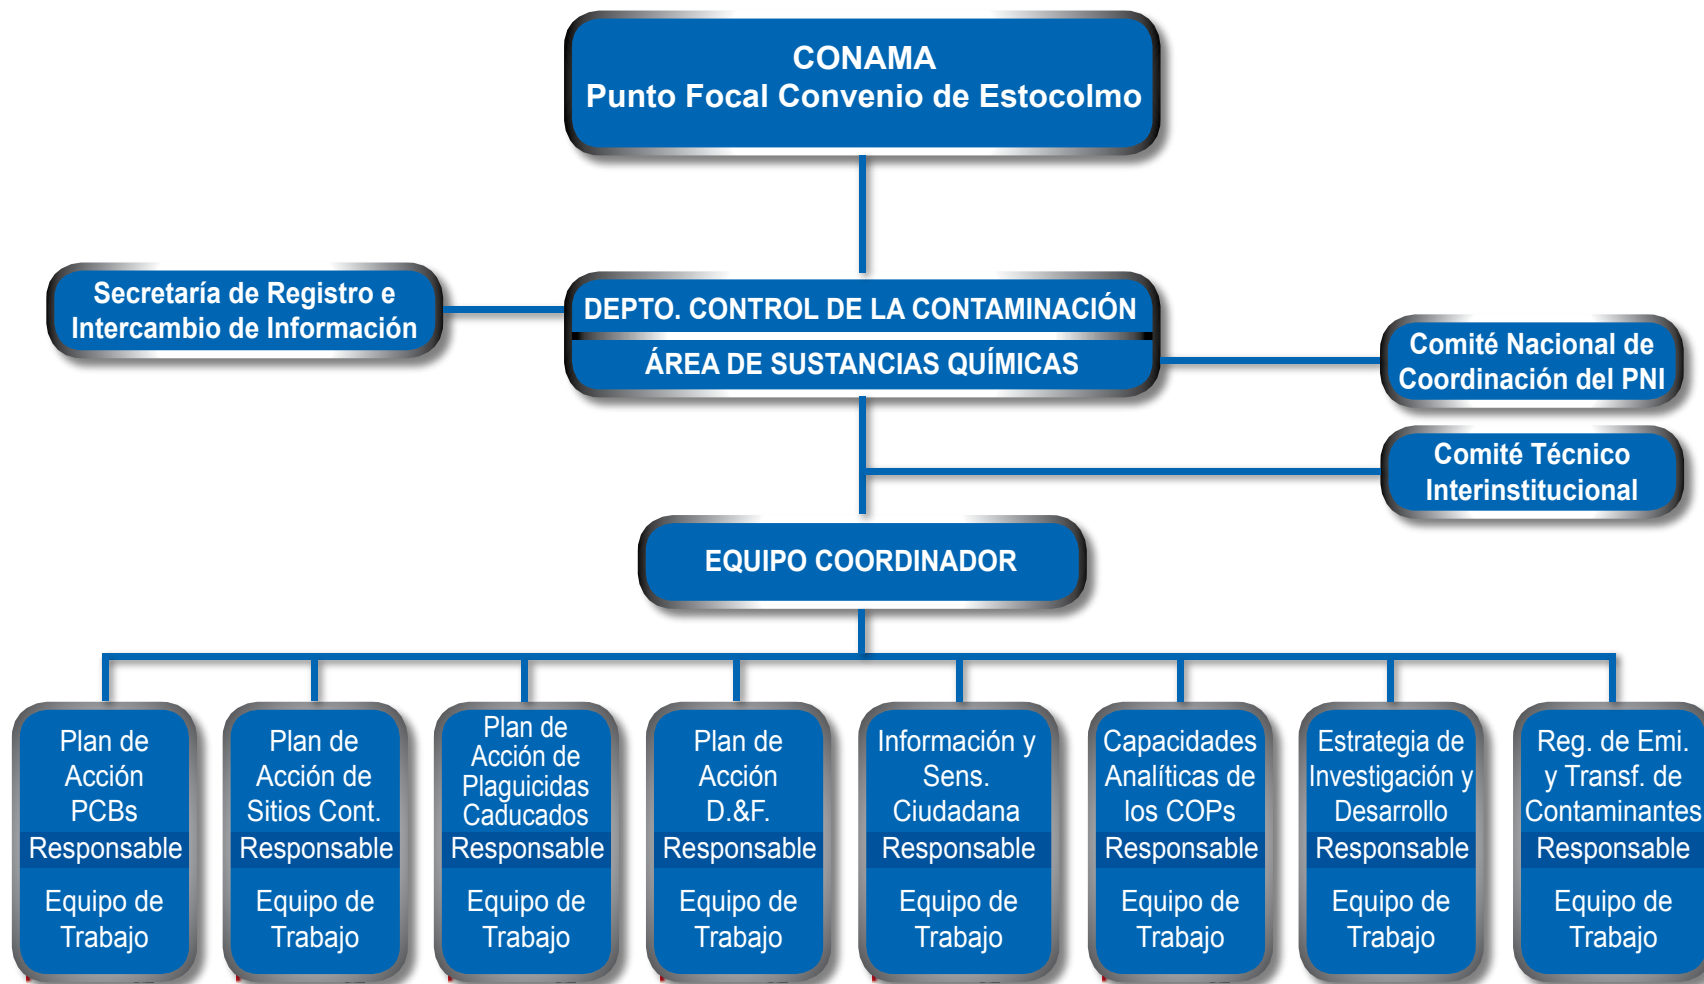 CONAMA
Punto Focal Convenio de Estocolmo
Secretaría de Registro e
Intercambio de Información
DEPTO. CONTROL DE LA CONTAMINACIÓN
ÁREA DE SUSTANCIAS QUÍMICAS
Comité Nacional de
Coordinación del PNI
Comité Técnico
Interinstitucional
EQUIPO COORDINADOR
Plan de
Acción
PCBs
Responsable
Equipo de
Trabajo
Plan de
Acción de
Sitios Cont.
Responsable
Equipo de
Trabajo
Plan de
Acción de
Plaguicidas
Caducados
Responsable
Equipo de
Trabajo
Plan de
Acción
D.&F.
Responsable
Equipo de
Trabajo
Información y
Sens.
Ciudadana
Responsable
Equipo de
Trabajo
Capacidades
Analíticas de
los COPs
Responsable
Equipo de
Trabajo
Estrategia de
Investigación y
Desarrollo
Responsable
Equipo de
Trabajo
Reg. de Emi.
y Transf. de
Contaminantes
Responsable
Equipo de
Trabajo